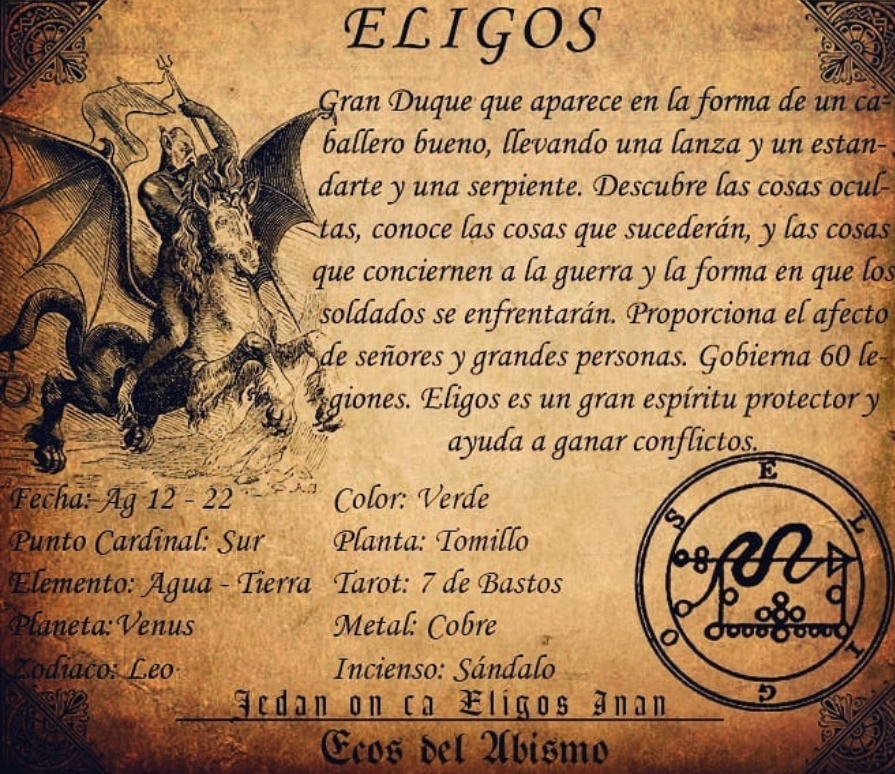 ELIGOS
Gran Duque que aparece en la forma de un ca-
ballero bueno, llevando una lanza y un estan-
darte y una serpiente. Descubre las cosas ocul-
tas, conoce las cosas que sucederán, y las cosas
que conciernen a la guerra y la forma en que los
soldados se enfrentarán. Proporciona el afecto
de señores y grandes personas. Gobierna 60 le-
giones. Eligos es un gran espíritu protector y
ayuda a ganar conflictos.
Fecha: Ag 12 - 22
Punto Cardinal: Sur
Elemento: Agua - Tierra
Planeta: Venus
Zodiaco: Leo
Color: Verde
Planta: Tomillo
Tarot: 7 de Bastos
Metal: Cobre
Incienso: Sándalo
E L I G O S
Jedan on ca Eligos Inan
Ecos del Abismo